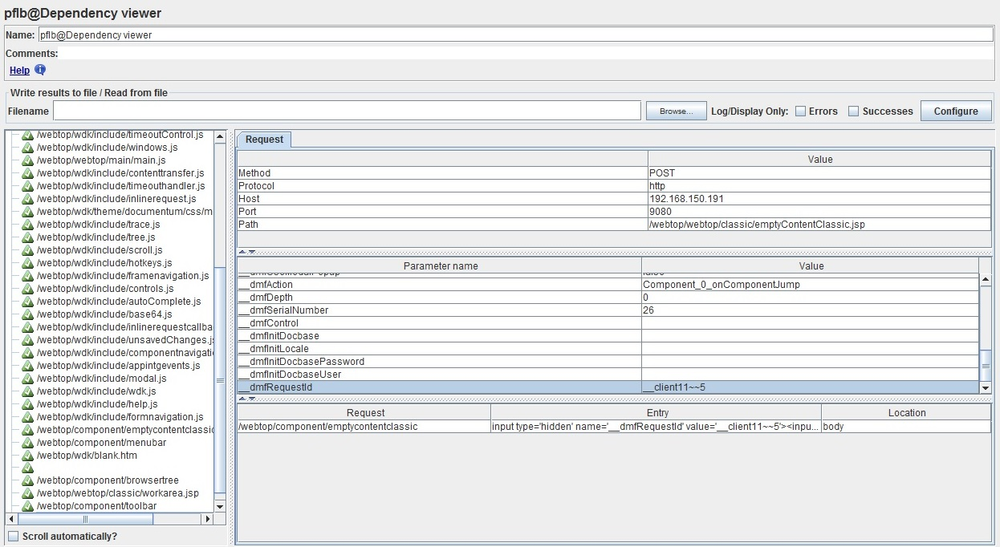 pflb@Dependency viewer
Name: pflb@Dependency viewer
Comments:
Help
Write results to file / Read from file
Filename Browse... Log/Display Only: Errors Successes Configure
/webtop/wdk/include/timeoutControl.js
/webtop/wdk/include/windows.js
/webtop/webtop/main/main.js
/webtop/wdk/include/contenttransfer.js
/webtop/wdk/include/timeouthandler.js
/webtop/wdk/include/inlinerequest.js
/webtop/wdk/theme/documentum/css/m
/webtop/wdk/include/trace.js
/webtop/wdk/include/tree.js
/webtop/wdk/include/scroll.js
/webtop/wdk/include/hotkeys.js
/webtop/wdk/include/framenavigation.js
/webtop/wdk/include/controls.js
/webtop/wdk/include/autoComplete.js
/webtop/wdk/include/base64.js
/webtop/wdk/include/inlinerequestcallba
/webtop/wdk/include/unsavedChanges.js
/webtop/wdk/include/componentnavigati
/webtop/wdk/include/appintgevents.js
/webtop/wdk/include/modal.js
/webtop/wdk/include/wdk.js
/webtop/wdk/include/help.js
/webtop/wdk/include/formnavigation.js
/webtop/component/emptycontentclassic
/webtop/component/menubar
/webtop/wdk/blank.htm
/webtop/component/browsertree
/webtop/webtop/classic/workarea.jsp
/webtop/component/toolbar
Scroll automatically?
Request
Value
Method POST
Protocol http
Host 192.168.150.191
Port 9080
Path /webtop/webtop/classic/emptyContentClassic.jsp
Parameter name Value
__dmfAction Component_0_onComponentJump
__dmfDepth 0
__dmfSerialNumber 26
__dmfControl
__dmfInitDocbase
__dmfInitLocale
__dmfInitDocbasePassword
__dmfInitDocbaseUser
__dmfRequestId __client11~~5
Request Entry Location
/webtop/component/emptycontentclassic input type='hidden' name='__dmfRequestId' value='__client11~~5'><inpu... body